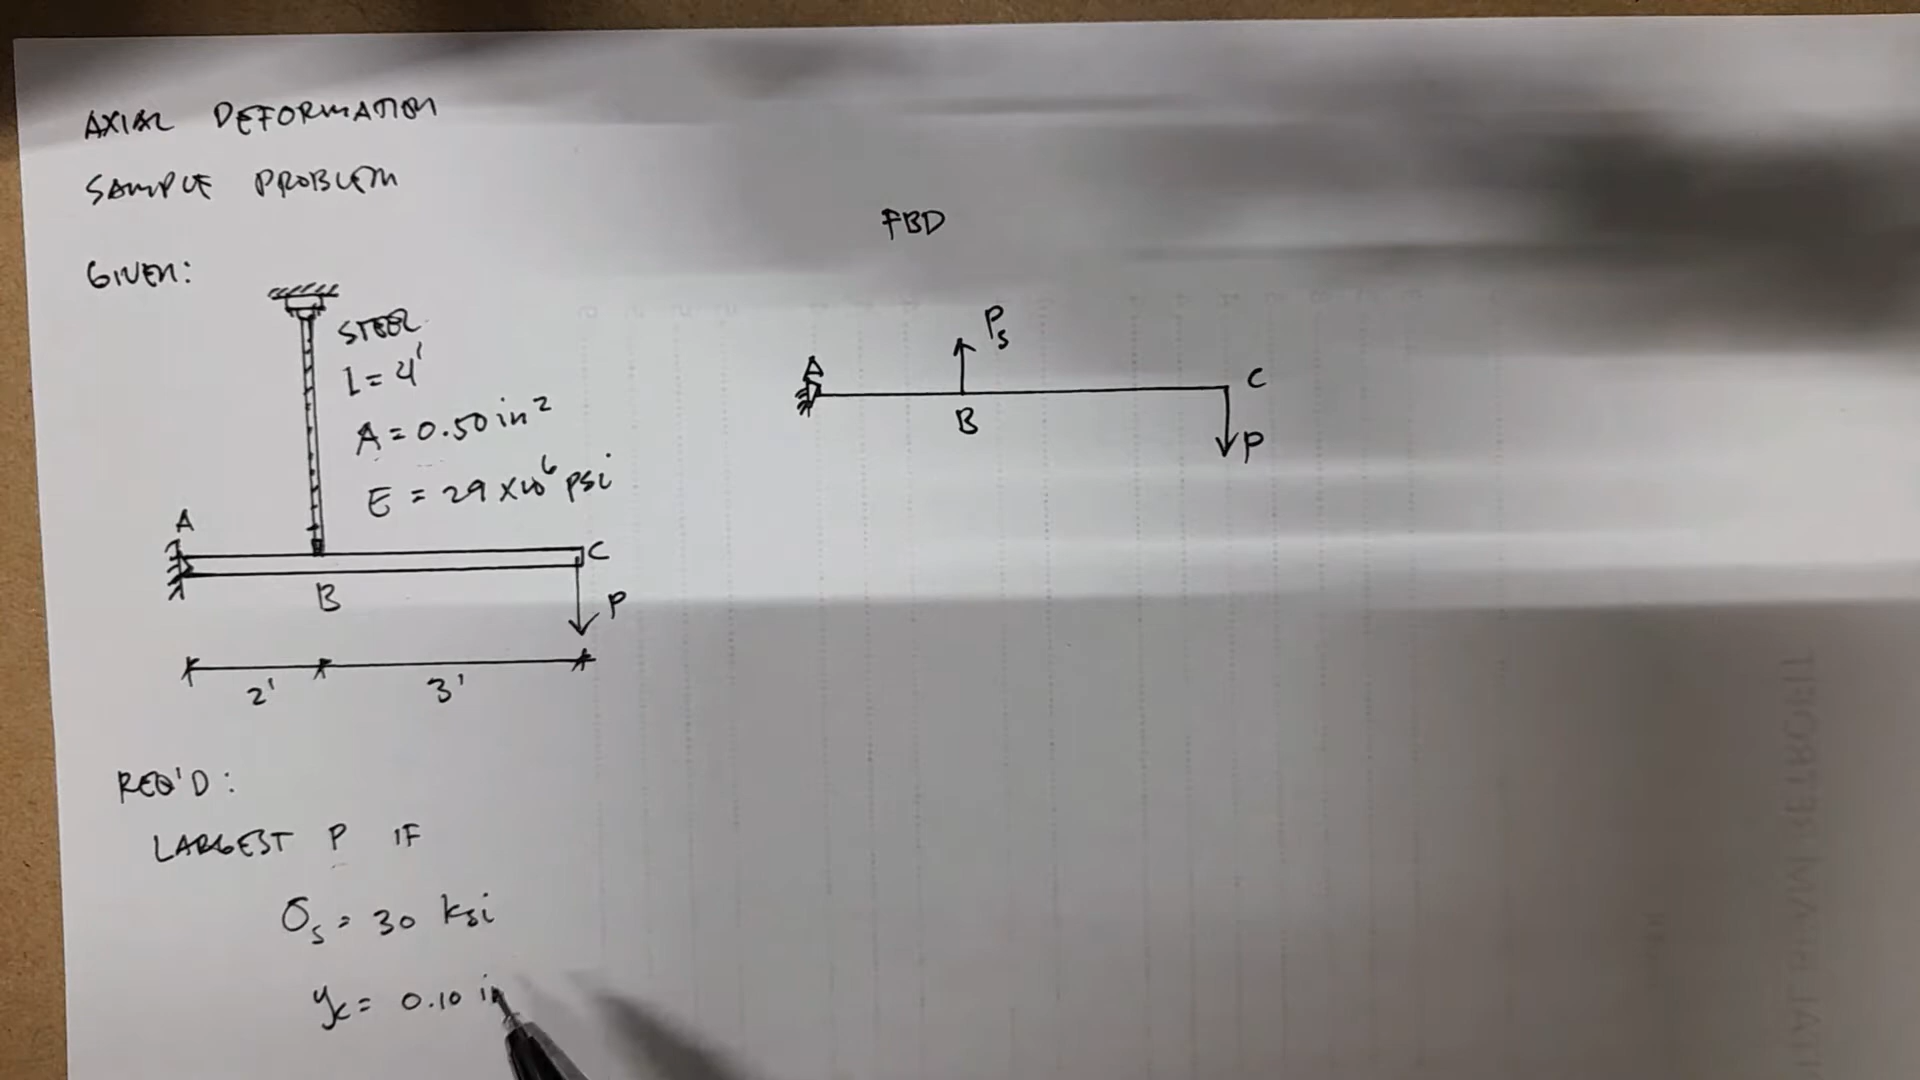 AXIAL DEFORMATION
SAMPLE PROBLEM
GIVEN:
STEEL
L = 4'
A = 0.50 in²
E = 29 x10⁶ psi
A
B
C
P
2'
3'
REQ'D:
LARGEST P IF
σs = 30 ksi
yc = 0.10 in
FBD
A
Ps
B
C
P